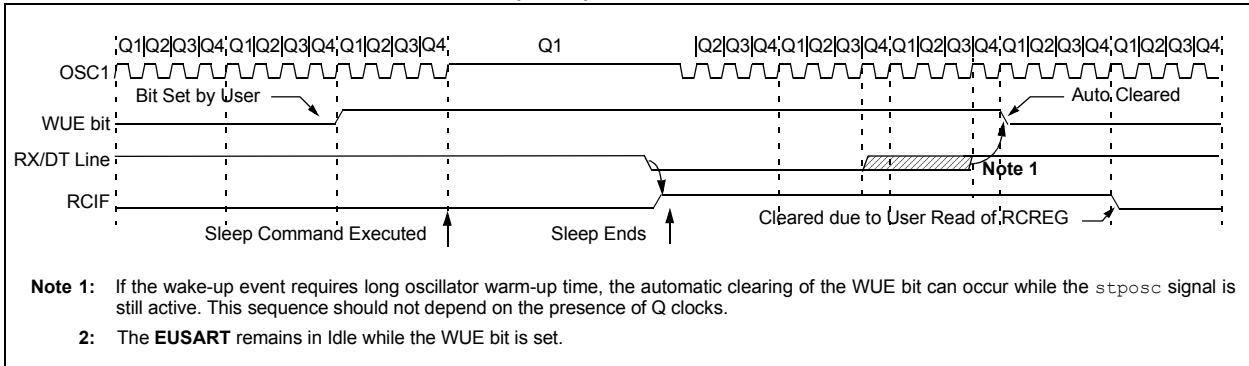 Q1|Q2|Q3|Q4 Q1|Q2|Q3|Q4 Q1|Q2|Q3|Q4 Q1 |Q2|Q3|Q4 Q1|Q2|Q3|Q4 Q1|Q2|Q3 Q4 Q1|Q2|Q3|Q4 Q1|Q2|Q3|Q4
OSC1
Bit Set by User Auto Cleared
WUE bit
RX/DT Line
Note 1
RCIF
Cleared due to User Read of RCREG
Sleep Command Executed Sleep Ends
Note 1: If the wake-up event requires long oscillator warm-up time, the automatic clearing of the WUE bit can occur while the stposc signal is
still active. This sequence should not depend on the presence of Q clocks.
2: The EUSART remains in Idle while the WUE bit is set.